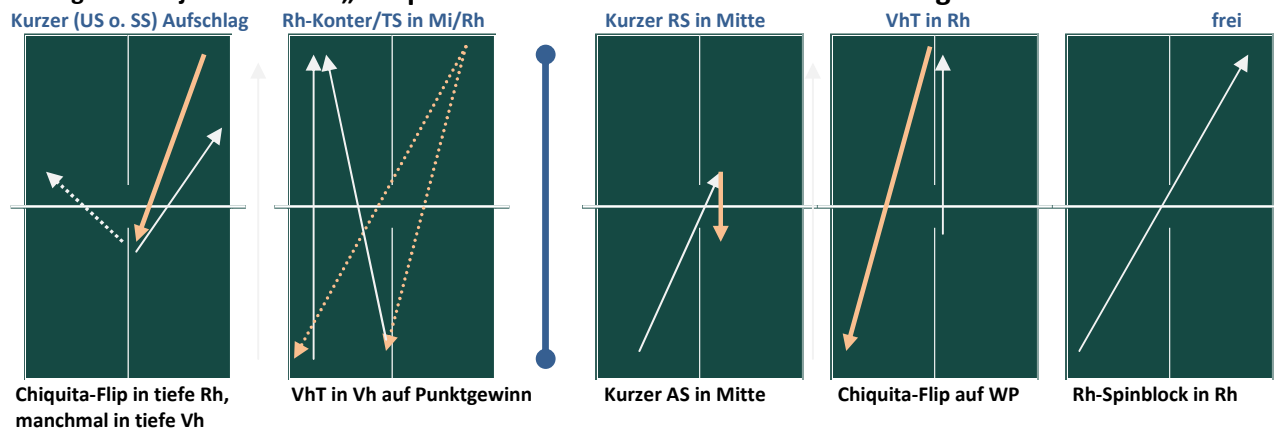 Kurzer (US o. SS) Aufschlag
Rh-Konter/TS in Mi/Rh
Kurzer RS in Mitte
VhT in Rh
frei
Chiquita-Flip in tiefe Rh,
manchmal in tiefe Vh
VhT in Vh auf Punktgewinn
Kurzer AS in Mitte
Chiquita-Flip auf WP
Rh-Spinblock in Rh